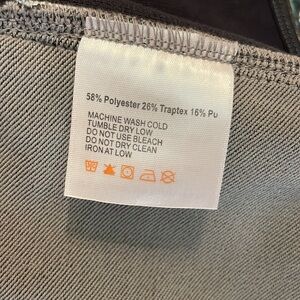 58% Polyester 26% Traptex 16% Pu
MACHINE WASH COLD
TUMBLE DRY LOW
DO NOT USE BLEACH
DO NOT DRY CLEAN
IRON AT LOW